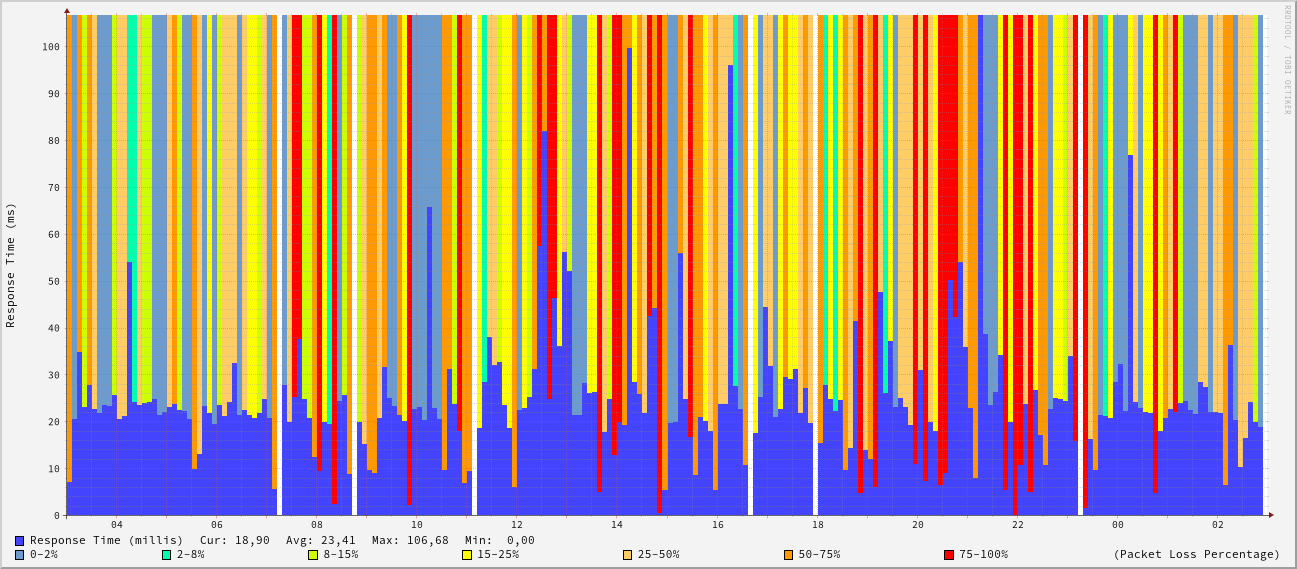 RRDTOOL / TOBI OETIKER
Response Time (ms)
100
90
80
70
60
50
40
30
20
10
0
04 06 08 10 12 14 16 18 20 22 00 02
Response Time (millis) Cur: 18,90 Avg: 23,41 Max: 106,68 Min: 0,00
0-2% 2-8% 8-15% 15-25% 25-50% 50-75% 75-100% (Packet Loss Percentage)